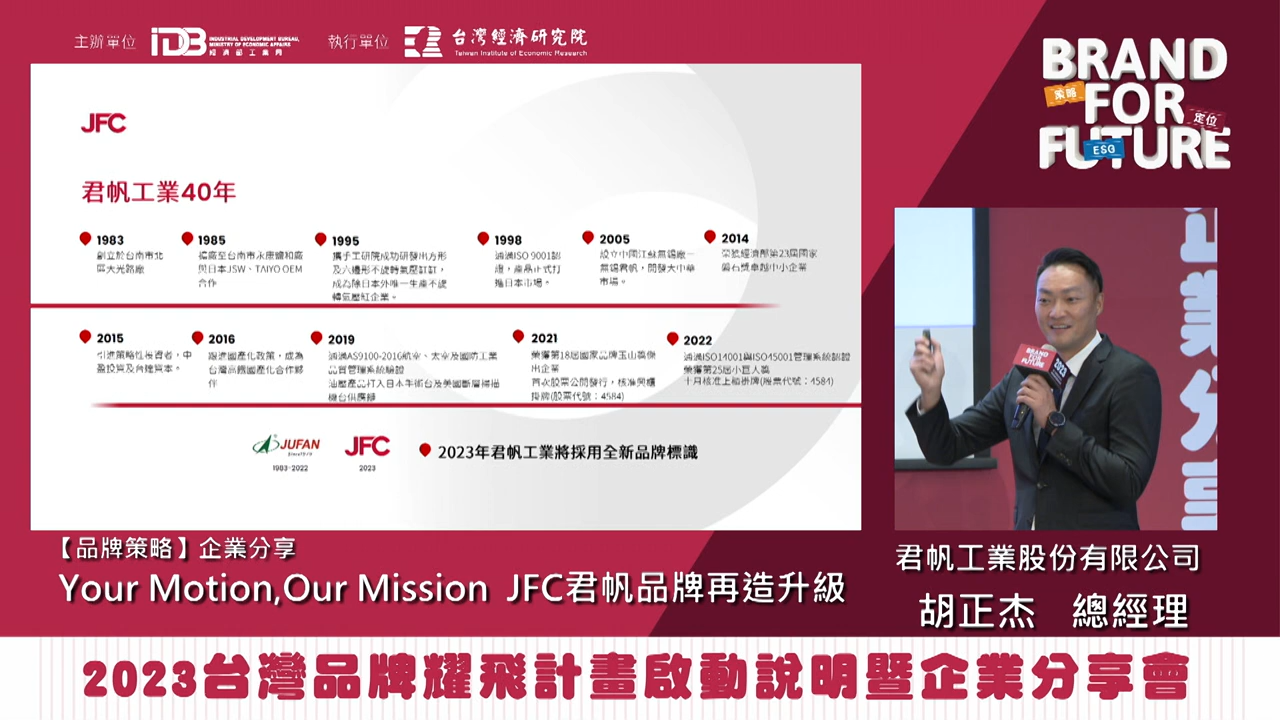 主辦單位
IDB
INDUSTRIAL DEVELOPMENT BUREAU,
MINISTRY OF ECONOMIC AFFAIRS
經濟部工業局
執行單位
台灣經濟研究院
Taiwan Institute of Economic Research
BRAND
策略
FOR
定位
FUTURE
ESG
JFC
君帆工業40年
1983
創立於台南市北
區大光路廠
1985
擴廠至台南市永康鹽和廠
與日本JSW、TAIYO OEM
合作
1995
攜手工研院成功研發出方形
及六邊形不旋轉氣壓缸缸，
成為除日本外唯一生產不旋
轉氣壓缸企業。
1998
通過ISO 9001認
證，產品正式打
進日本市場。
2005
設立中國江蘇無錫廠－
無錫君帆，開發大中華
市場。
2014
榮獲經濟部第23屆國家
磐石獎卓越中小企業
2015
引進策略性投資者，中
盈投資及台達資本。
2016
跟進國產化政策，成為
台灣高鐵國產化合作夥
伴
2019
通過AS9100-2016航空、太空及國防工業
品質管理系統驗證
油壓產品打入日本手術台及美國斷層掃描
機台供應鏈
2021
榮獲第18屆國家品牌玉山獎傑
出企業
首次股票公開發行，核准興櫃
掛牌(股票代號：4584)
2022
通過ISO14001與ISO45001管理系統認證
榮獲第25屆小巨人獎
十月核准上櫃掛牌(股票代號：4584)
JUFAN
1983-2022
JFC
2023
2023年君帆工業將採用全新品牌標識
BRAND
FOR
FUTURE
2023
【品牌策略】企業分享
Your Motion,Our Mission JFC君帆品牌再造升級
君帆工業股份有限公司
胡正杰 總經理
2023台灣品牌耀飛計畫啟動說明暨企業分享會